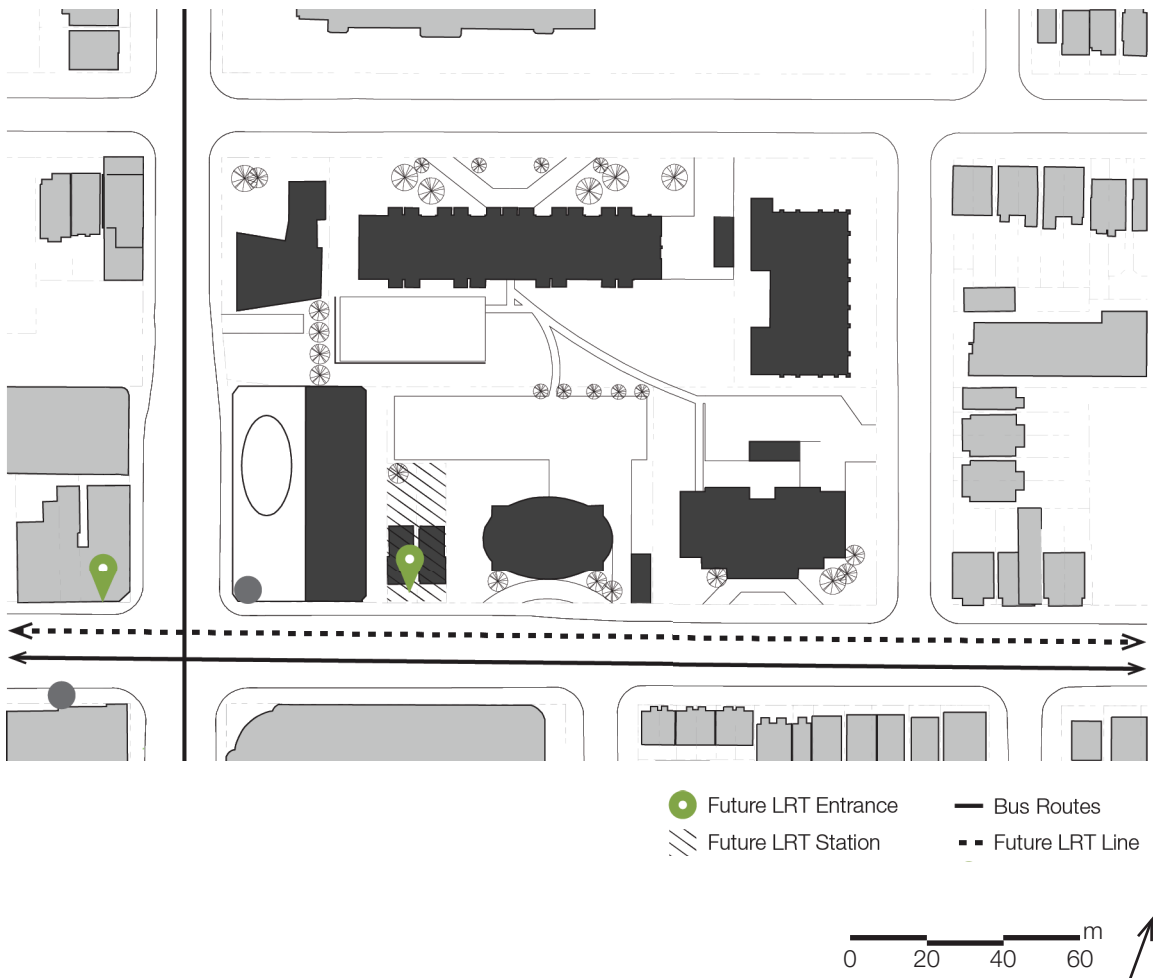 Future LRT Entrance
Bus Routes
Future LRT Station
Future LRT Line
m
0 20 40 60